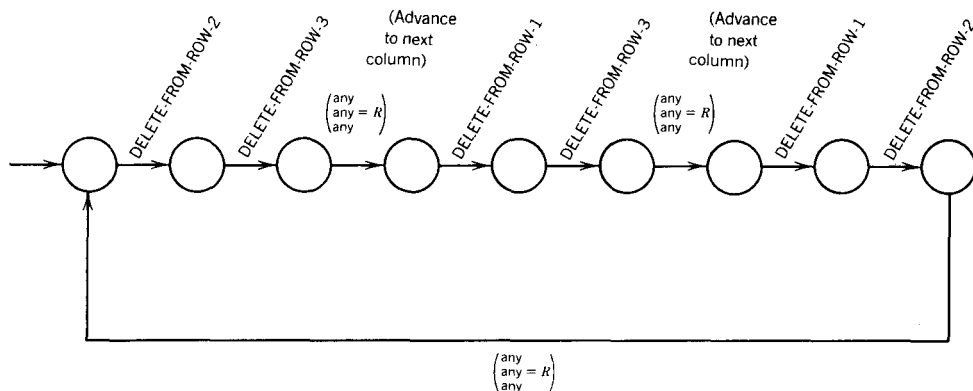 DELETE-FROM-ROW-2
DELETE-FROM-ROW-3
(Advance
to next
column)
(any
any = R)
any
DELETE-FROM-ROW-1
DELETE-FROM-ROW-3
(Advance
to next
column)
(any
any = R)
any
DELETE-FROM-ROW-1
DELETE-FROM-ROW-2
(any
any = R)
any